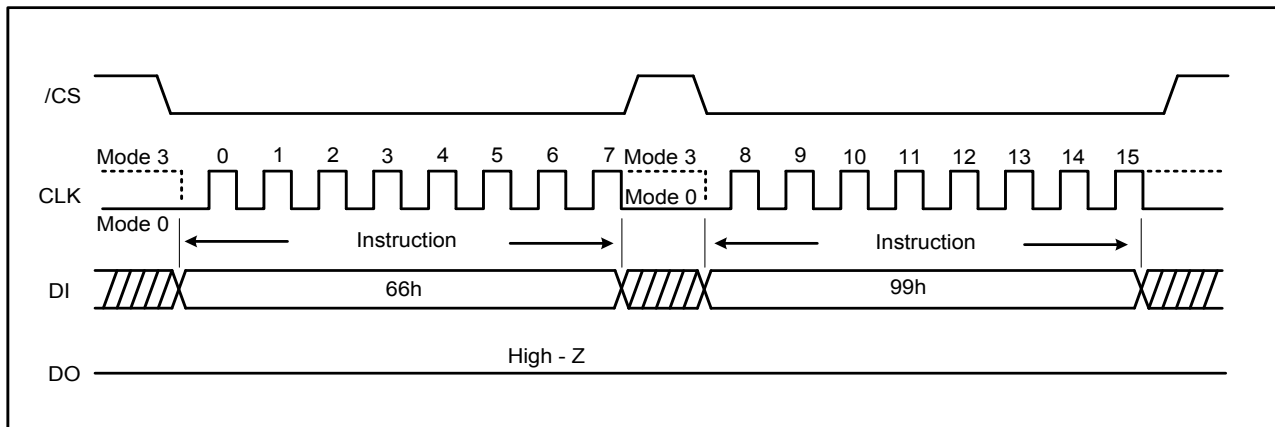 /CS
Mode 3 0 1 2 3 4 5 6 7 Mode 3 8 9 10 11 12 13 14 15
CLK Mode 0
Mode 0
Instruction Instruction
DI 66h 99h
High - Z
DO